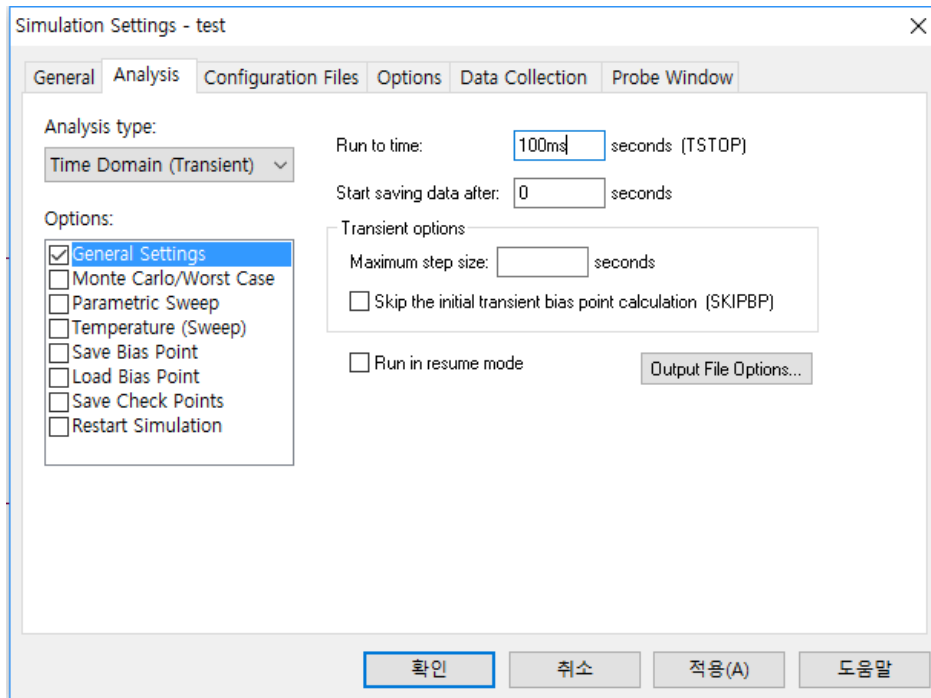 Simulation Settings - test
General Analysis Configuration Files Options Data Collection Probe Window
Analysis type:
Time Domain (Transient)
Options:
General Settings
Monte Carlo/Worst Case
Parametric Sweep
Temperature (Sweep)
Save Bias Point
Load Bias Point
Save Check Points
Restart Simulation
Run to time: 100ms seconds (TSTOP)
Start saving data after: 0 seconds
Transient options
Maximum step size: seconds
Skip the initial transient bias point calculation (SKIPBP)
Run in resume mode
Output File Options...
확인 취소 적용(A) 도움말